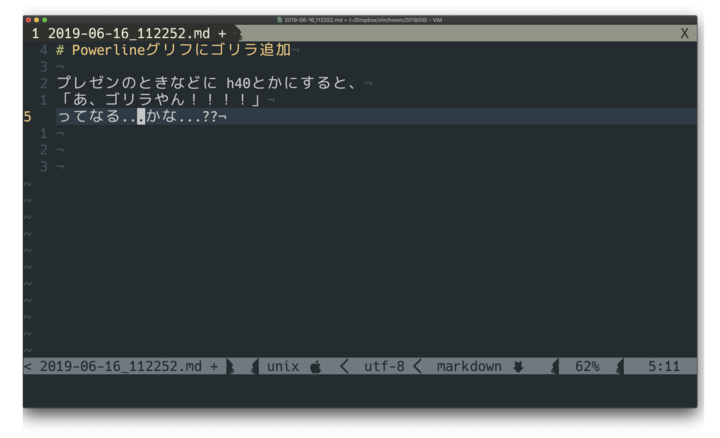 2019-06-16_112252.md + (~/Dropbox/vim/howm/2019/06) - VIM
1 2019-06-16_112252.md + X
4 # Powerlineグリフにゴリラ追加¬
3 ¬
2 プレゼンのときなどに h40とかにすると、¬
1 「あ、ゴリラやん！！！！」¬
5 ってなる...かな...??¬
1 ¬
2 ¬
3 ¬
~
~
~
~
~
~
~
~
~
~
~
< 2019-06-16_112252.md + unix < utf-8 < markdown 62% 5:11